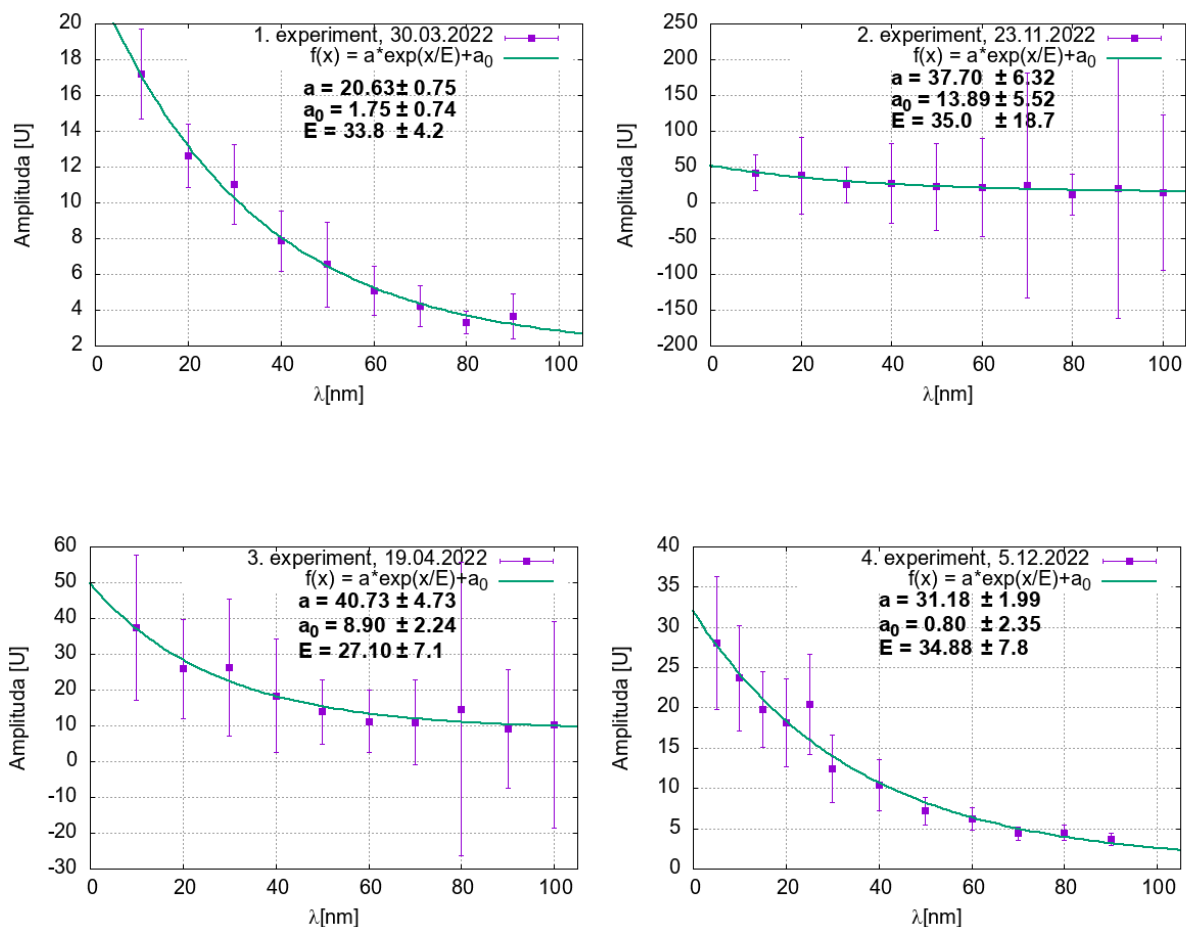 1. experiment, 30.03.2022
f(x) = a*exp(x/E)+a0
a = 20.63± 0.75
a0 = 1.75 ± 0.74
E = 33.8 ± 4.2
Amplituda [U]
20
18
16
14
12
10
8
6
4
2
0 20 40 60 80 100
λ[nm]
2. experiment, 23.11.2022
f(x) = a*exp(x/E)+a0
a = 37.70 ± 6.32
a0 = 13.89 ± 5.52
E = 35.0 ± 18.7
Amplituda [U]
250
200
150
100
50
0
-50
-100
-150
-200
0 20 40 60 80 100
λ[nm]
3. experiment, 19.04.2022
f(x) = a*exp(x/E)+a0
a = 40.73 ± 4.73
a0 = 8.90 ± 2.24
E = 27.10 ± 7.1
Amplituda [U]
60
50
40
30
20
10
0
-10
-20
-30
0 20 40 60 80 100
λ[nm]
4. experiment, 5.12.2022
f(x) = a*exp(x/E)+a0
a = 31.18 ± 1.99
a0 = 0.80 ± 2.35
E = 34.88 ± 7.8
Amplituda [U]
40
35
30
25
20
15
10
5
0
0 20 40 60 80 100
λ[nm]